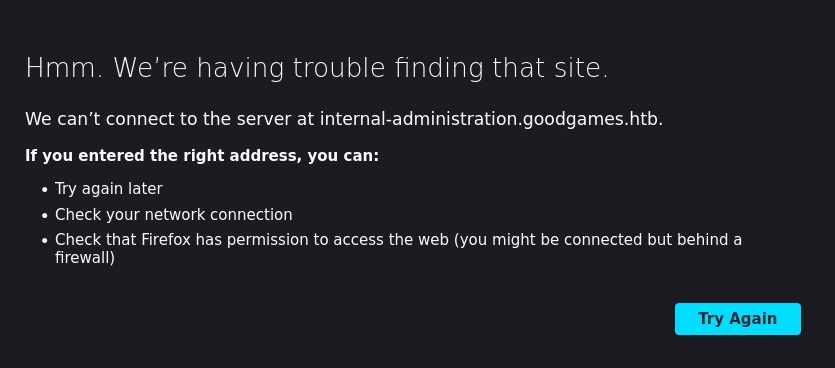 Hmm. We’re having trouble finding that site.
We can’t connect to the server at internal-administration.goodgames.htb.
If you entered the right address, you can:
• Try again later
• Check your network connection
• Check that Firefox has permission to access the web (you might be connected but behind a
firewall)
Try Again